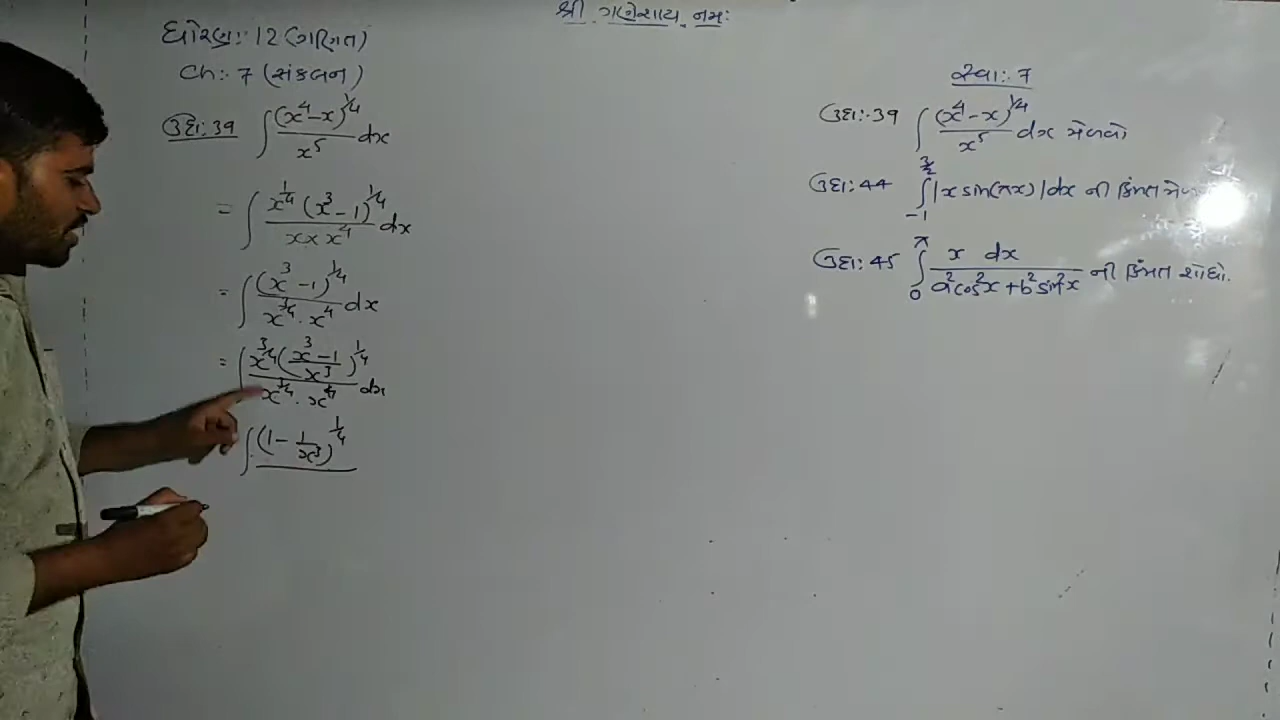 શ્રી ગણેશાય નમઃ
ધોરણ: 12 (ગણિત)
Ch: 7 (સંકલન)
ઉદા: 39 ∫ (x⁴-x)^1/4 / x⁵ dx
= ∫ x^1/4 (x³-1)^1/4 / x × x⁴ dx
= ∫ (x³-1)^1/4 / x^3/4 · x⁴ dx
= ∫ x^3/4 (x³-1 / x³)^1/4 / x^3/4 · x⁴ dx
∫ (1 - 1/x³)^1/4
સ્વા: 7
ઉદા: 39 ∫ (x⁴-x)^1/4 / x⁵ dx મેળવો
ઉદા: 44 ∫_-1^3/2 |x sin(πx)| dx ની કિંમત
ઉદા: 45 ∫_0^π x dx / a²cos²x + b²sin²x ની કિંમત શોધો.